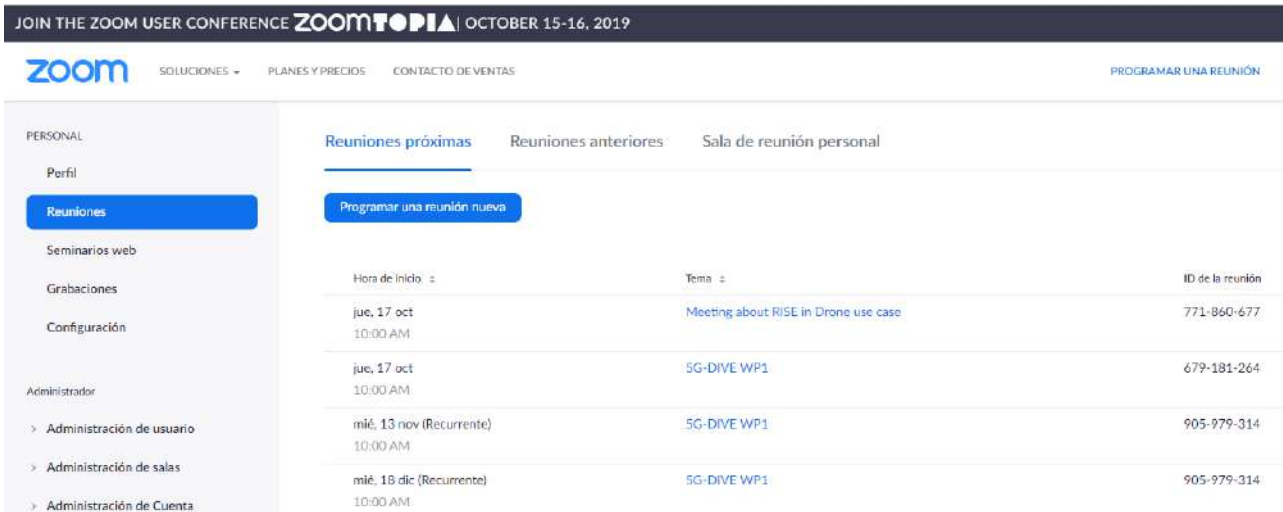 JOIN THE ZOOM USER CONFERENCE ZOOMTOPIA | OCTOBER 15-16, 2019
zoom SOLUCIONES PLANES Y PRECIOS CONTACTO DE VENTAS PROGRAMAR UNA REUNIÓN
PERSONAL
Perfil
Reuniones
Seminarios web
Grabaciones
Configuración
Administrador
> Administración de usuario
> Administración de salas
> Administración de Cuenta
Reuniones próximas Reuniones anteriores Sala de reunión personal
Programar una reunión nueva
Hora de inicio Tema ID de la reunión
jue, 17 oct Meeting about RISE in Drone use case 771-860-677
10:00 AM
jue, 17 oct 5G-DIVE WP1 679-181-264
10:00 AM
mié, 13 nov (Recurrente) 5G-DIVE WP1 905-979-314
10:00 AM
mié, 18 dic (Recurrente) 5G-DIVE WP1 905-979-314
10:00 AM